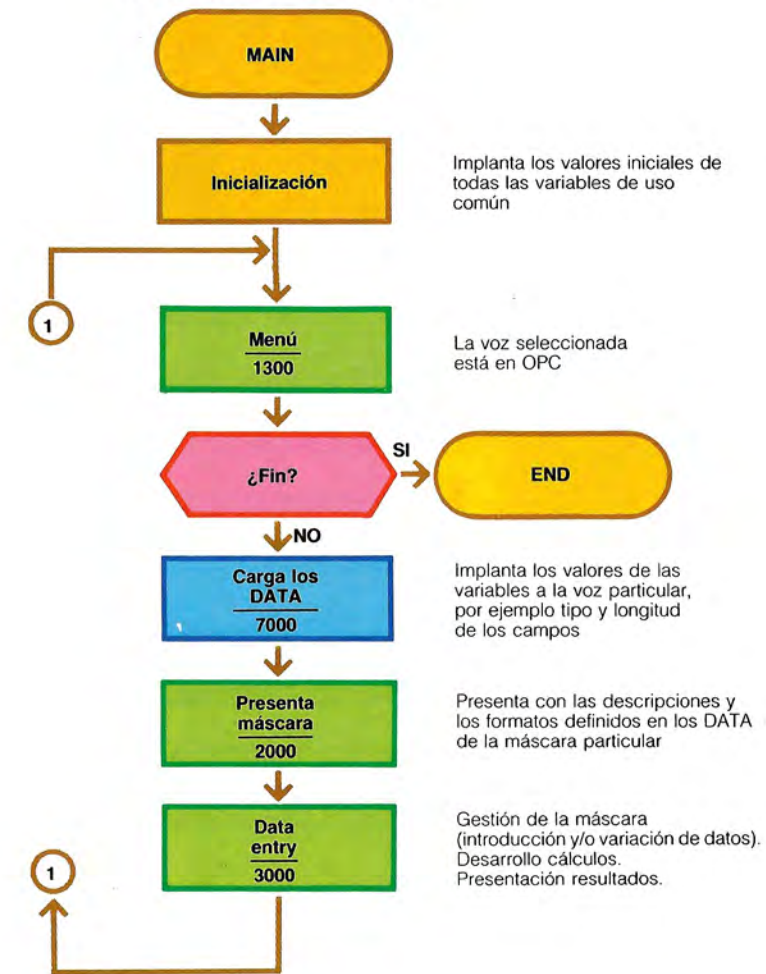 MAIN
Inicialización
Implanta los valores iniciales de
todas las variables de uso
común
1
Menú
1300
La voz seleccionada
está en OPC
¿Fin?
SI
END
NO
Carga los
DATA
7000
Implanta los valores de las
variables a la voz particular,
por ejemplo tipo y longitud
de los campos
Presenta
máscara
2000
Presenta con las descripciones y
los formatos definidos en los DATA
de la máscara particular
Data
entry
3000
Gestión de la máscara
(introducción y/o variación de datos).
Desarrollo cálculos.
Presentación resultados.
1